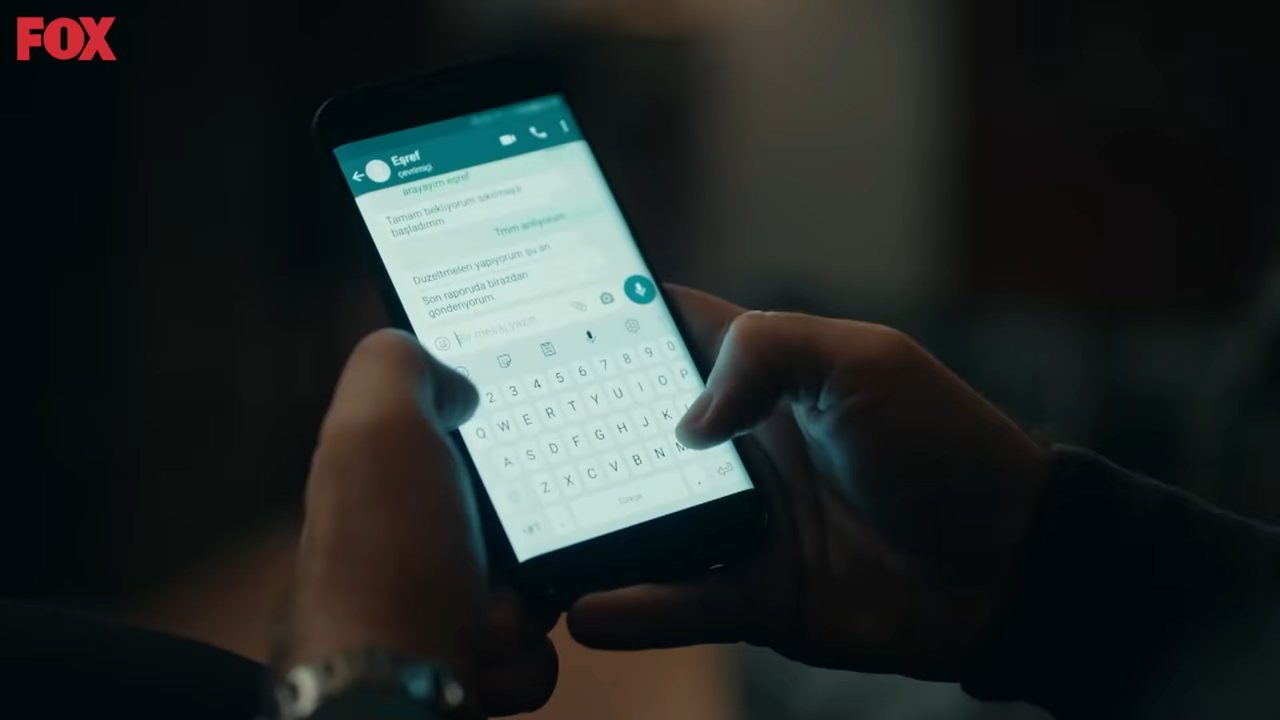 FOX
Eşref
çevrimiçi
arayayim eşref
Tamam bekliyorum sıkılmaya
başladımm
Tmm anlıyorum
Düzeltmeleri yapıyorum şu an
Son raporuda birazdan
gönderiyorum
Bir mesaj yazın
2 3 4 5 6 7 8 9 0
Q W E R T Y U I O P
A S D F G H J K
Z X C V B N M
!#1 , Türkçe .